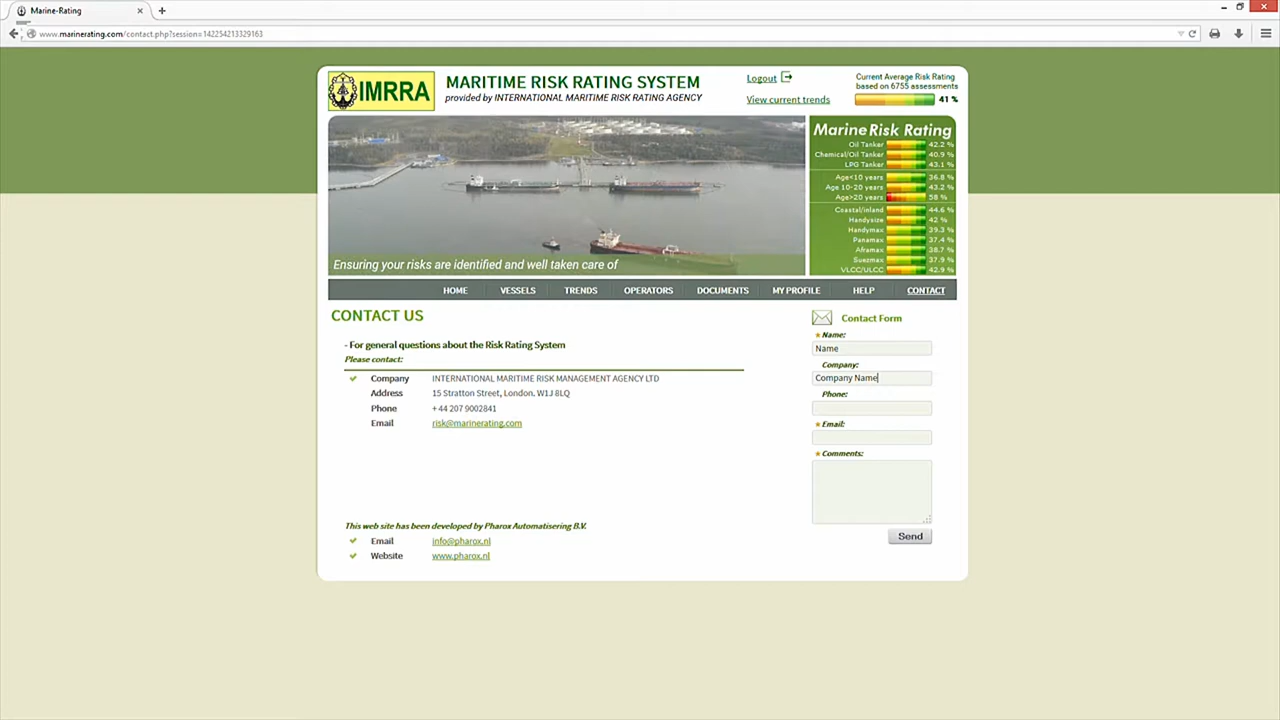 Marine-Rating
www.marinerating.com/contact.php?session=142254213329163
IMRRA
MARITIME RISK RATING SYSTEM
provided by INTERNATIONAL MARITIME RISK RATING AGENCY
Logout
View current trends
Current Average Risk Rating
based on 6755 assessments
41 %
Ensuring your risks are identified and well taken care of
Marine Risk Rating
Oil Tanker 42.2 %
Chemical/Oil Tanker 40.9 %
LPG Tanker 43.1 %
Age<10 years 36.8 %
Age 10-20 years 43.2 %
Age>20 years 58 %
Coastal/inland 44.6 %
Handysize 42 %
Handymax 39.3 %
Panamax 37.4 %
Aframax 38.7 %
Suezmax 37.9 %
VLCC/ULCC 42.9 %
HOME VESSELS TRENDS OPERATORS DOCUMENTS MY PROFILE HELP CONTACT
CONTACT US
- For general questions about the Risk Rating System
Please contact:
Company INTERNATIONAL MARITIME RISK MANAGEMENT AGENCY LTD
Address 15 Stratton Street, London. W1J 8LQ
Phone + 44 207 9002841
Email risk@marinerating.com
This web site has been developed by Pharox Automatisering B.V.
Email info@pharox.nl
Website www.pharox.nl
Contact Form
Name:
Name
Company:
Company Name
Phone:
Email:
Comments:
Send